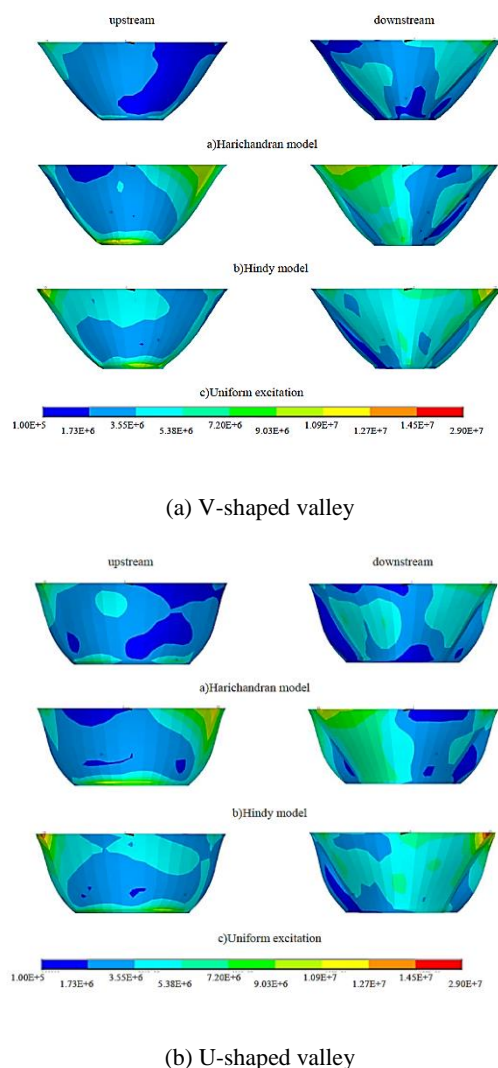 upstream downstream
a)Harichandran model
b)Hindy model
c)Uniform excitation
1.00E+5 1.73E+6 3.55E+6 5.38E+6 7.20E+6 9.03E+6 1.09E+7 1.27E+7 1.45E+7 2.90E+7
(a) V-shaped valley
upstream downstream
a)Harichandran model
b)Hindy model
c)Uniform excitation
1.00E+5 1.73E+6 3.55E+6 5.38E+6 7.20E+6 9.03E+6 1.09E+7 1.27E+7 1.45E+7 2.90E+7
(b) U-shaped valley